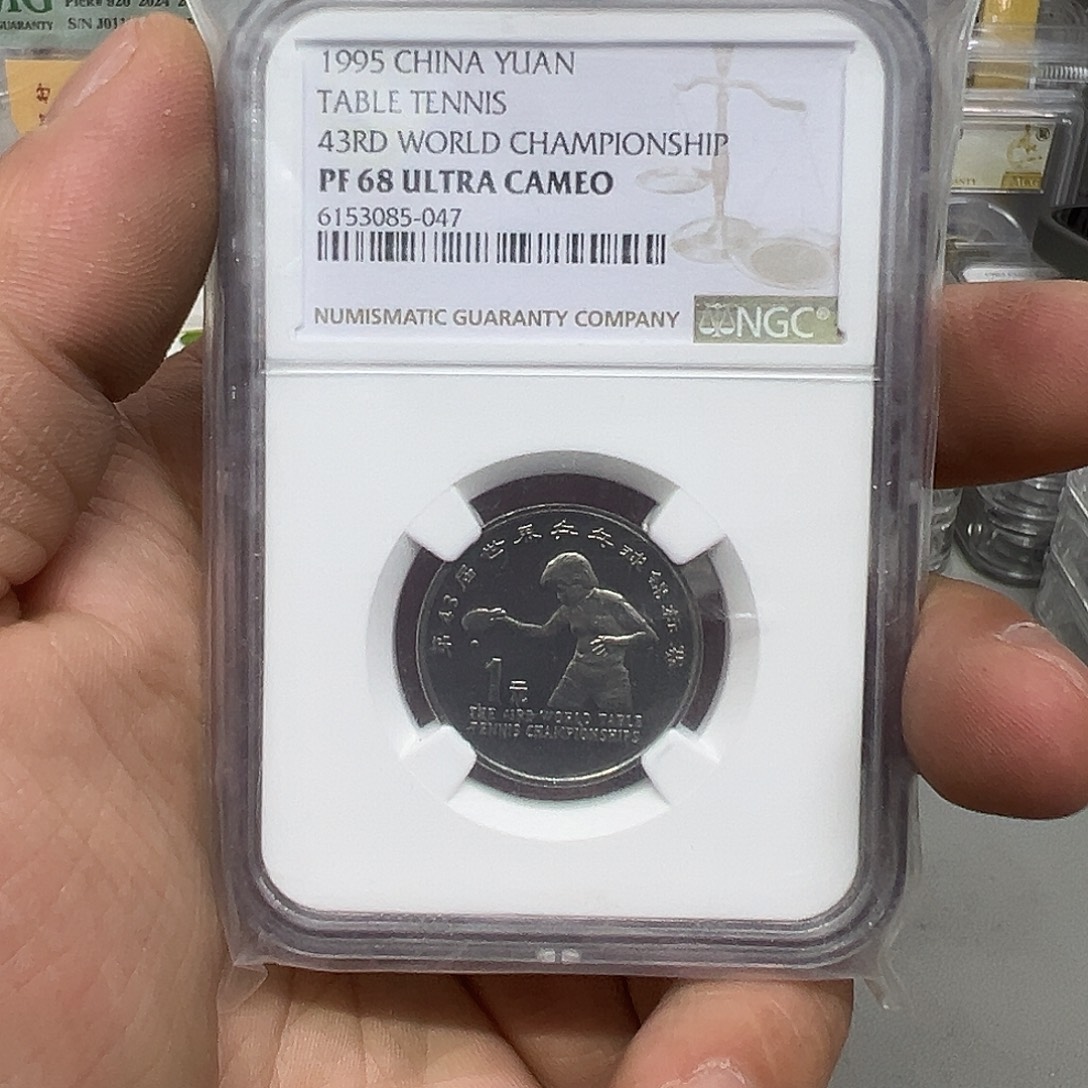 GUARANTY
1995 CHINA YUAN
TABLE TENNIS
43RD WORLD CHAMPIONSHIP
PF 68 ULTRA CAMEO
6153085-047
NUMISMATIC GUARANTY COMPANY
NGC®
第43届世界乒乓球锦标赛
1元
THE 43RD WORLD TABLE
TENNIS CHAMPIONSHIPS